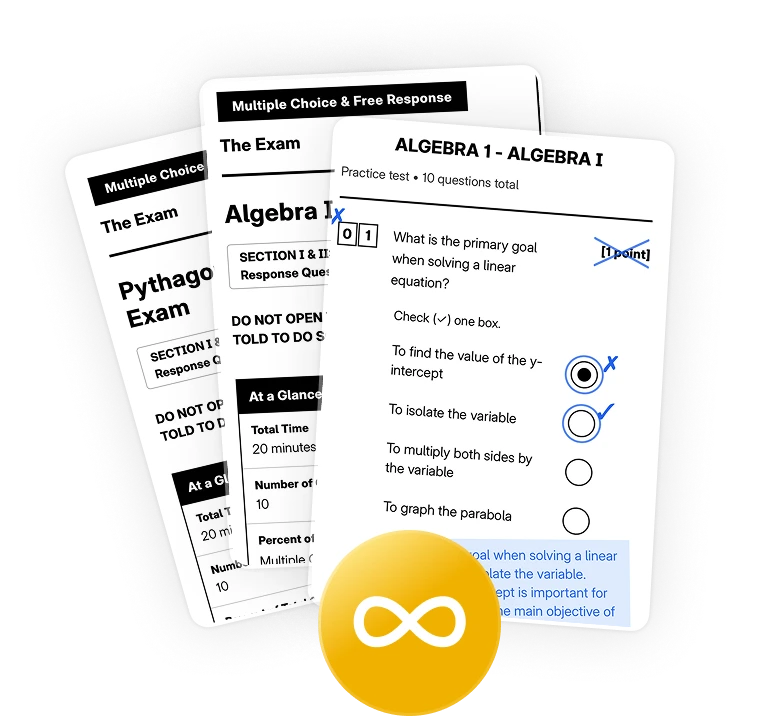 Multiple Choice
The Exam
Pythago
Exam
SECTION I &
Response Q
DO NOT OP
TOLD TO D
At a Gl
Total T
20 mi
Numb
10
Multiple Choice & Free Response
The Exam
Algebra I
SECTION I & II
Response Ques
DO NOT OPEN
TOLD TO DO S
At a Glance
Total Time
20 minutes
Number of
10
Percent of
Multiple C
ALGEBRA 1 - ALGEBRA I
Practice test • 10 questions total
0 1
[1 point]
What is the primary goal
when solving a linear
equation?
Check (✓) one box.
To find the value of the y-
intercept
To isolate the variable
To multiply both sides by
the variable
To graph the parabola
goal when solving a linear
late the variable.
ept is important for
he main objective of